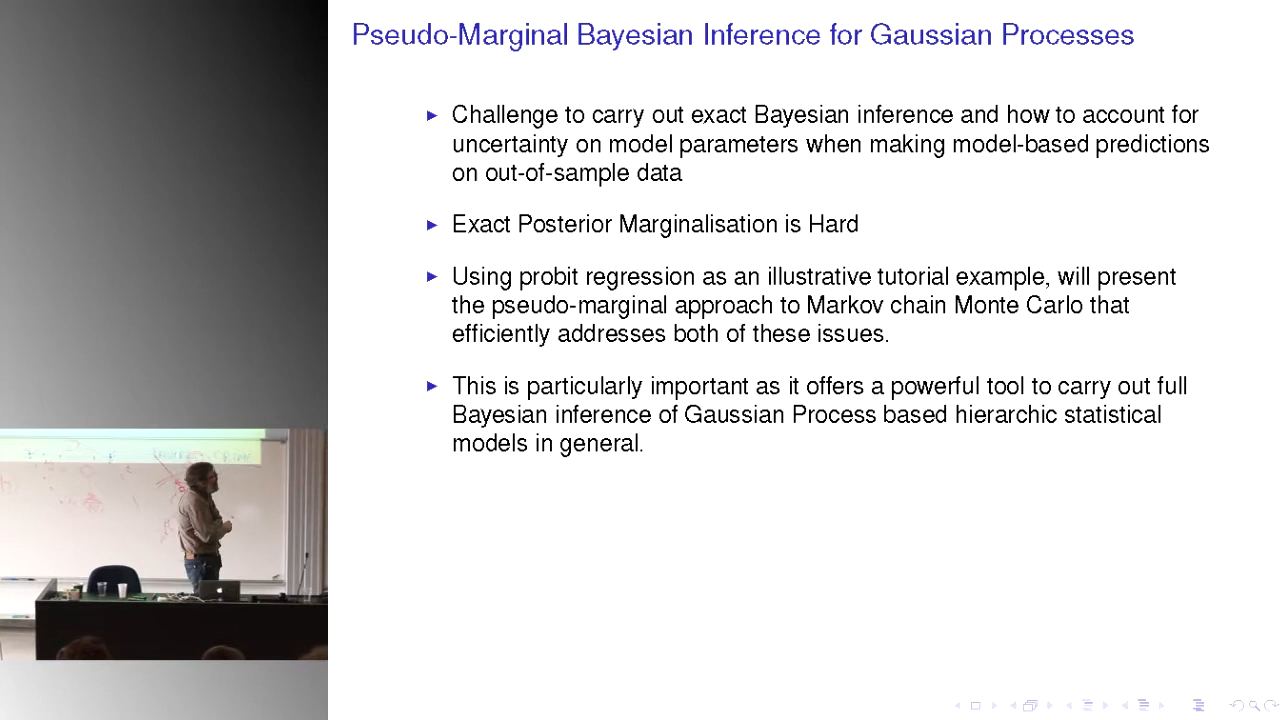 Pseudo-Marginal Bayesian Inference for Gaussian Processes
Challenge to carry out exact Bayesian inference and how to account for
uncertainty on model parameters when making model-based predictions
on out-of-sample data
Exact Posterior Marginalisation is Hard
Using probit regression as an illustrative tutorial example, will present
the pseudo-marginal approach to Markov chain Monte Carlo that
efficiently addresses both of these issues.
This is particularly important as it offers a powerful tool to carry out full
Bayesian inference of Gaussian Process based hierarchic statistical
models in general.